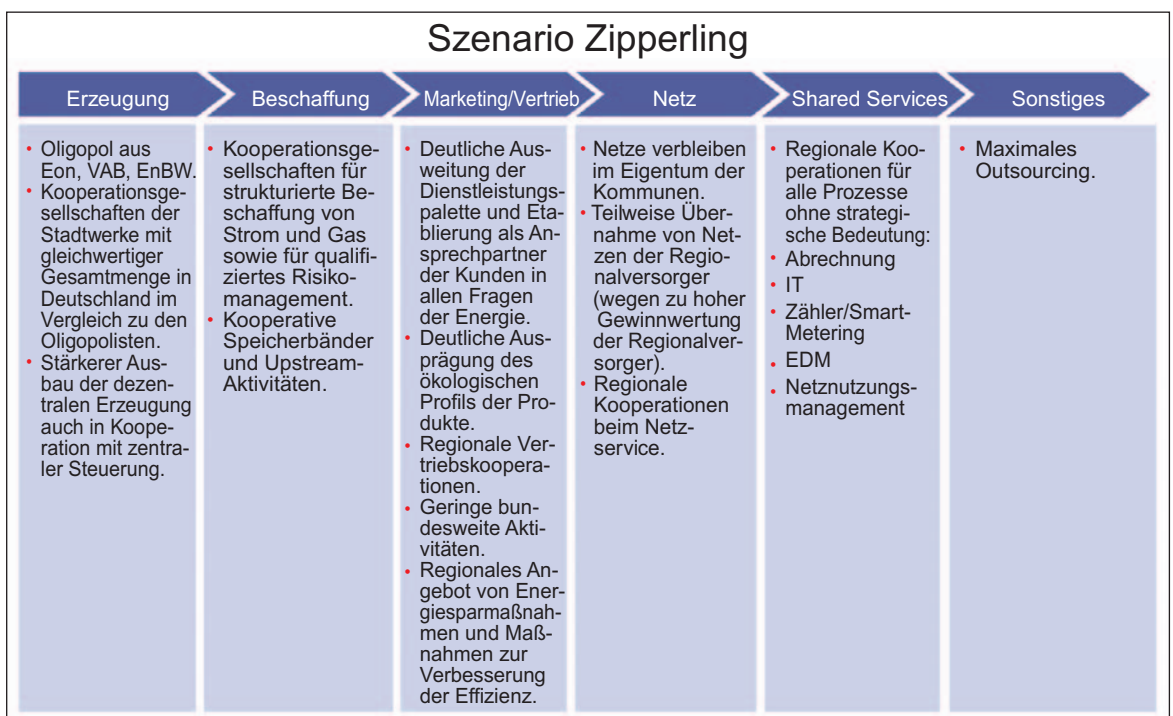 Szenario Zipperling
Erzeugung
• Oligopol aus
Eon, VAB, EnBW.
• Kooperationsge-
sellschaften der
Stadtwerke mit
gleichwertiger
Gesamtmenge in
Deutschland im
Vergleich zu den
Oligopolisten.
• Stärkerer Aus-
bau der dezen-
tralen Erzeugung
auch in Koope-
ration mit zentra-
ler Steuerung.
Beschaffung
• Kooperationsge-
sellschaften für
strukturierte Be-
schaffung von
Strom und Gas
sowie für qualifi-
ziertes Risiko-
management.
• Kooperative
Speicherbänder
und Upstream-
Aktivitäten.
Marketing/Vertrieb
• Deutliche Aus-
weitung der
Dienstleistungs-
palette und Eta-
blierung als An-
sprechpartner
der Kunden in
allen Fragen
der Energie.
• Deutliche Aus-
prägung des
ökologischen
Profils der Pro-
dukte.
• Regionale Ver-
triebskoopera-
tionen.
• Geringe bun-
desweite Akti-
vitäten.
• Regionales An-
gebot von Ener-
giesparmaßnah-
men und Maß-
nahmen zur
Verbesserung
der Effizienz.
Netz
• Netze verbleiben
im Eigentum der
Kommunen.
• Teilweise Über-
nahme von Net-
zen der Regio-
nalversorger
(wegen zu hoher
Gewinnwertung
der Regionalver-
sorger).
• Regionale
Kooperationen
beim Netz-
service.
Shared Services
• Regionale Koo-
perationen für
alle Prozesse
ohne strategi-
sche Bedeutung:
• Abrechnung
• IT
• Zähler/Smart-
Metering
• EDM
• Netznutzungs-
management
Sonstiges
• Maximales
Outsourcing.